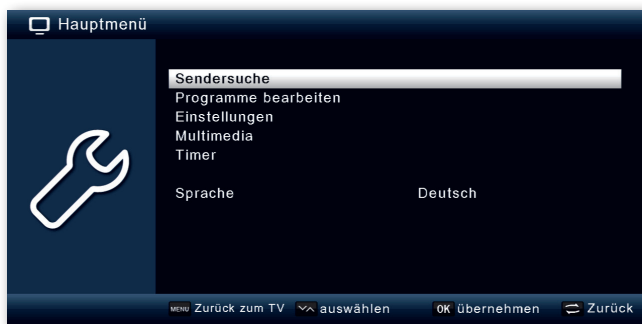 Hauptmenü
Sendersuche
Programme bearbeiten
Einstellungen
Multimedia
Timer
Sprache Deutsch
MENU Zurück zum TV auswählen OK übernehmen Zurück